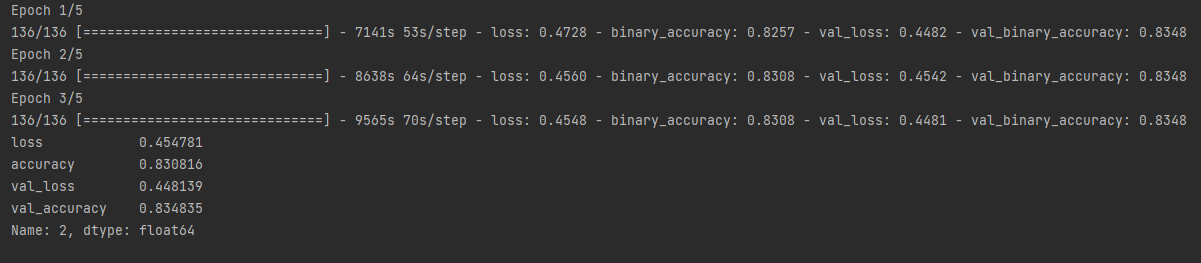 Epoch 1/5
136/136 [==============================] - 7141s 53s/step - loss: 0.4728 - binary_accuracy: 0.8257 - val_loss: 0.4482 - val_binary_accuracy: 0.8348
Epoch 2/5
136/136 [==============================] - 8638s 64s/step - loss: 0.4560 - binary_accuracy: 0.8308 - val_loss: 0.4542 - val_binary_accuracy: 0.8348
Epoch 3/5
136/136 [==============================] - 9565s 70s/step - loss: 0.4548 - binary_accuracy: 0.8308 - val_loss: 0.4481 - val_binary_accuracy: 0.8348
loss            0.454781
accuracy        0.830816
val_loss        0.448139
val_accuracy    0.834835
Name: 2, dtype: float64